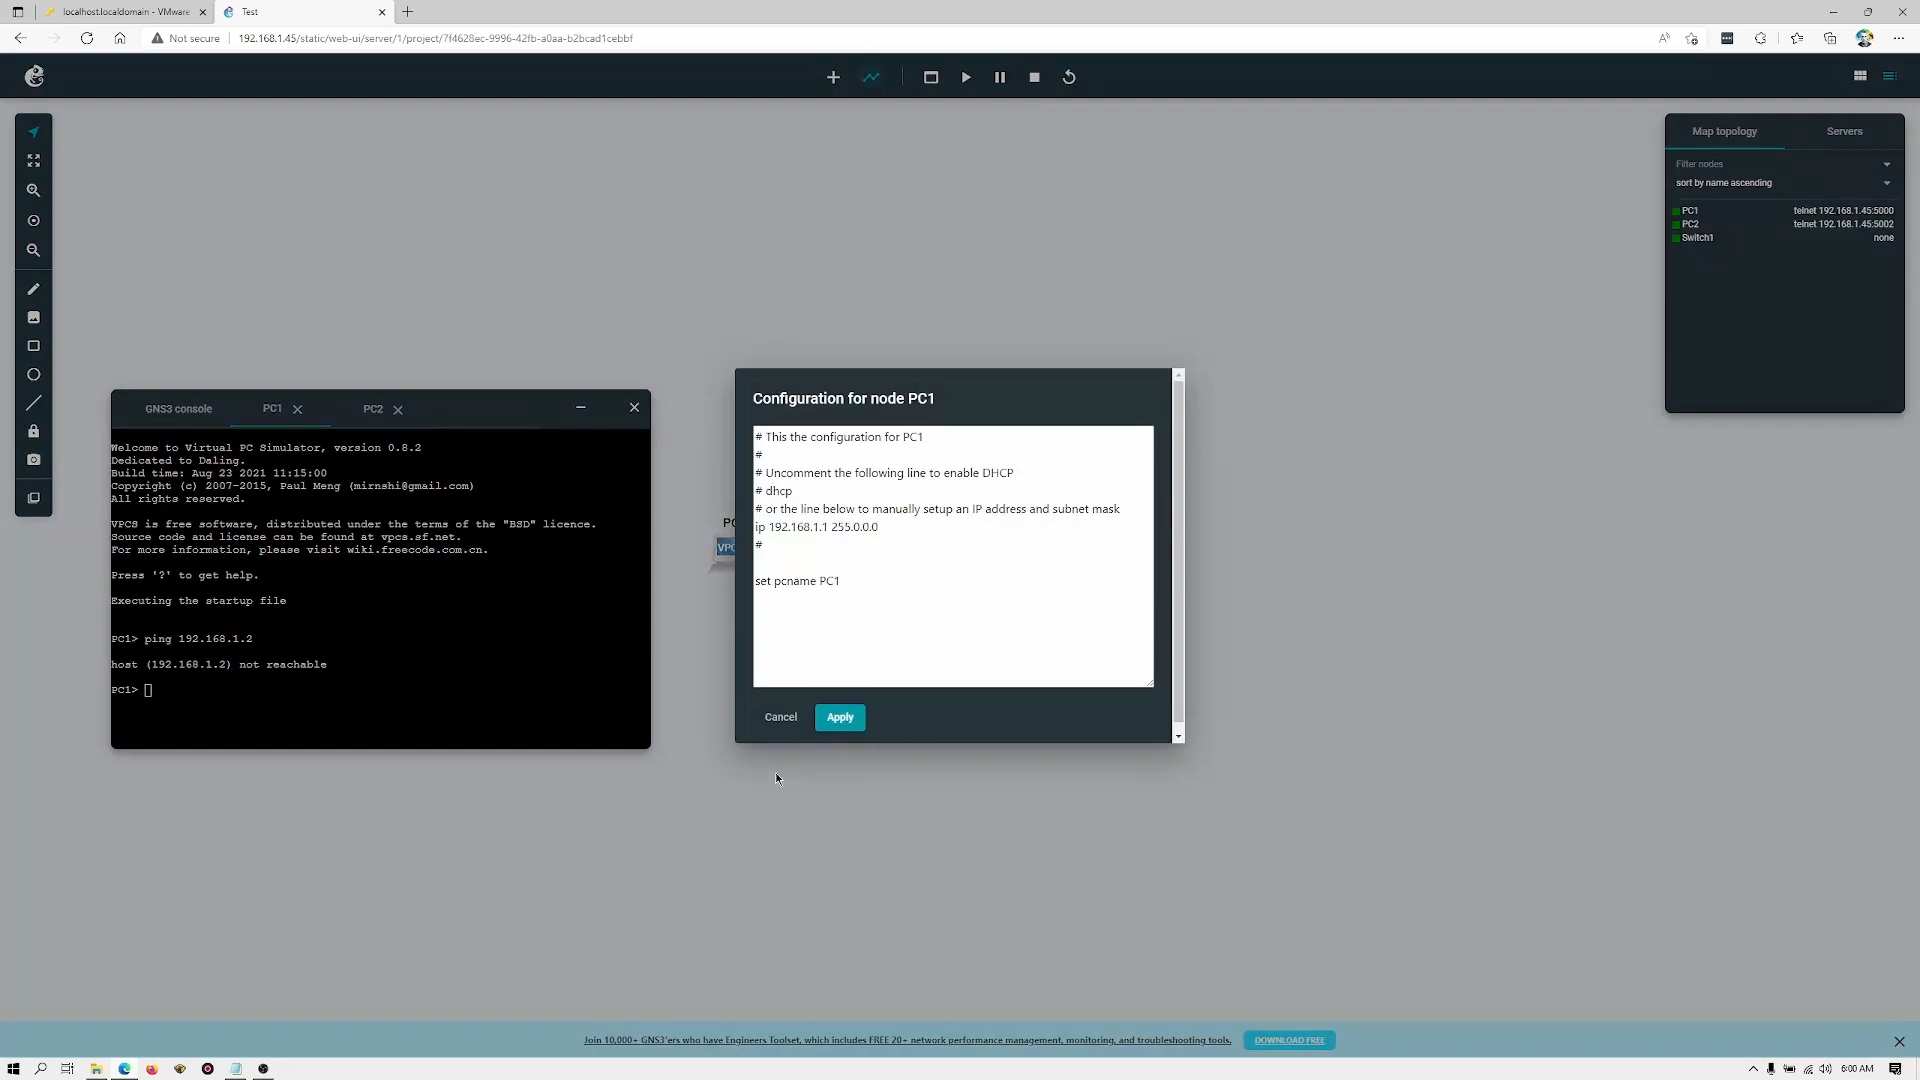 localhost.localdomain - VMware
Test
Not secure
192.168.1.45/static/web-ui/server/1/project/7f4628ec-9996-42fb-a0aa-b2bcad1cebbf
Map topology
Servers
Filter nodes
sort by name ascending
PC1 telnet 192.168.1.45:5000
PC2 telnet 192.168.1.45:5002
Switch1 none
GNS3 console
PC1
PC2
Welcome to Virtual PC Simulator, version 0.8.2
Dedicated to Daling.
Build time: Aug 23 2021 11:15:00
Copyright (c) 2007-2015, Paul Meng (mirnshi@gmail.com)
All rights reserved.
VPCS is free software, distributed under the terms of the "BSD" licence.
Source code and license can be found at vpcs.sf.net.
For more information, please visit wiki.freecode.com.cn.
Press '?' to get help.
Executing the startup file
PC1> ping 192.168.1.2
host (192.168.1.2) not reachable
PC1>
PC
VPC
Configuration for node PC1
# This the configuration for PC1
#
# Uncomment the following line to enable DHCP
# dhcp
# or the line below to manually setup an IP address and subnet mask
ip 192.168.1.1 255.0.0.0
#
set pcname PC1
Cancel
Apply
Join 10,000+ GNS3'ers who have Engineers Toolset, which includes FREE 20+ network performance management, monitoring, and troubleshooting tools.
DOWNLOAD FREE
6:00 AM